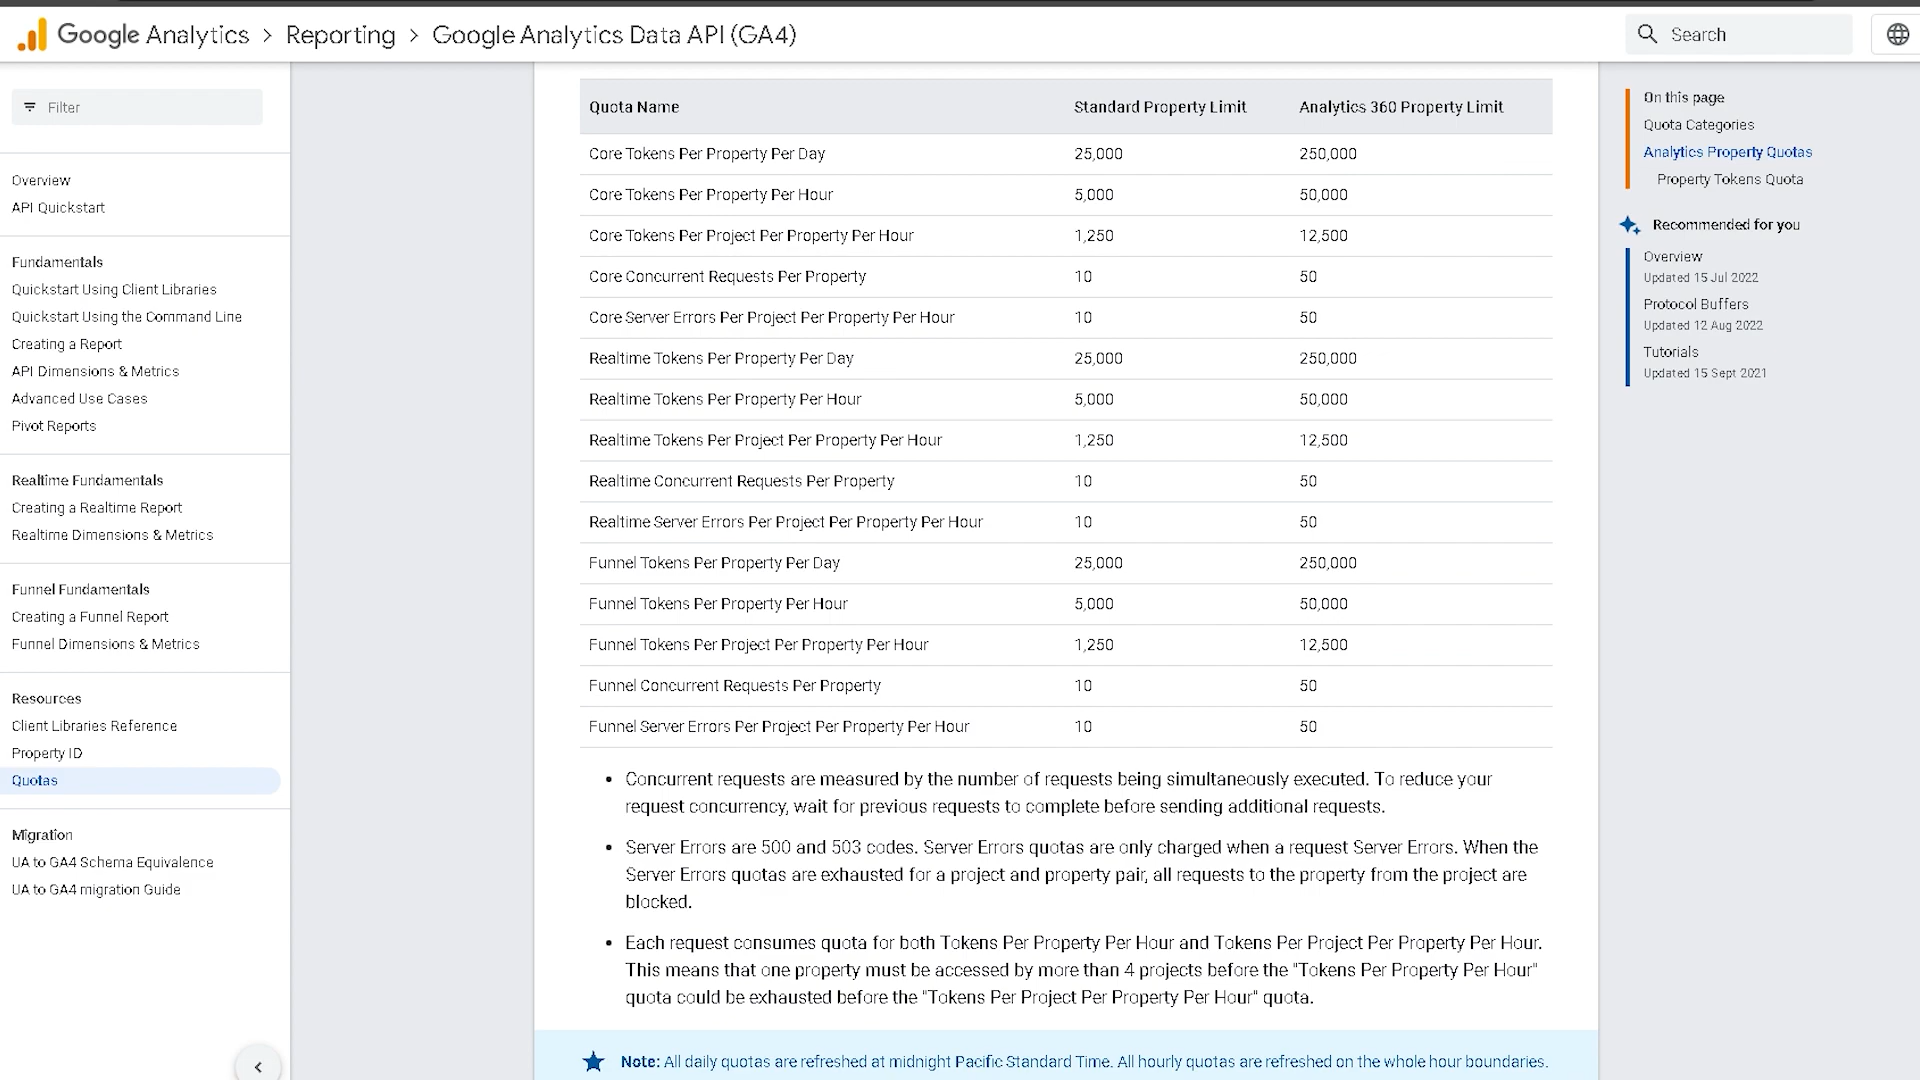 Google Analytics > Reporting > Google Analytics Data API (GA4)
Search
Filter
Overview
API Quickstart
Fundamentals
Quickstart Using Client Libraries
Quickstart Using the Command Line
Creating a Report
API Dimensions & Metrics
Advanced Use Cases
Pivot Reports
Realtime Fundamentals
Creating a Realtime Report
Realtime Dimensions & Metrics
Funnel Fundamentals
Creating a Funnel Report
Funnel Dimensions & Metrics
Resources
Client Libraries Reference
Property ID
Quotas
Migration
UA to GA4 Schema Equivalence
UA to GA4 migration Guide
Quota Name Standard Property Limit Analytics 360 Property Limit
Core Tokens Per Property Per Day 25,000 250,000
Core Tokens Per Property Per Hour 5,000 50,000
Core Tokens Per Project Per Property Per Hour 1,250 12,500
Core Concurrent Requests Per Property 10 50
Core Server Errors Per Project Per Property Per Hour 10 50
Realtime Tokens Per Property Per Day 25,000 250,000
Realtime Tokens Per Property Per Hour 5,000 50,000
Realtime Tokens Per Project Per Property Per Hour 1,250 12,500
Realtime Concurrent Requests Per Property 10 50
Realtime Server Errors Per Project Per Property Per Hour 10 50
Funnel Tokens Per Property Per Day 25,000 250,000
Funnel Tokens Per Property Per Hour 5,000 50,000
Funnel Tokens Per Project Per Property Per Hour 1,250 12,500
Funnel Concurrent Requests Per Property 10 50
Funnel Server Errors Per Project Per Property Per Hour 10 50
• Concurrent requests are measured by the number of requests being simultaneously executed. To reduce your
request concurrency, wait for previous requests to complete before sending additional requests.
• Server Errors are 500 and 503 codes. Server Errors quotas are only charged when a request Server Errors. When the
Server Errors quotas are exhausted for a project and property pair, all requests to the property from the project are
blocked.
• Each request consumes quota for both Tokens Per Property Per Hour and Tokens Per Project Per Property Per Hour.
This means that one property must be accessed by more than 4 projects before the "Tokens Per Property Per Hour"
quota could be exhausted before the "Tokens Per Project Per Property Per Hour" quota.
Note: All daily quotas are refreshed at midnight Pacific Standard Time. All hourly quotas are refreshed on the whole hour boundaries.
On this page
Quota Categories
Analytics Property Quotas
Property Tokens Quota
Recommended for you
Overview
Updated 15 Jul 2022
Protocol Buffers
Updated 12 Aug 2022
Tutorials
Updated 15 Sept 2021